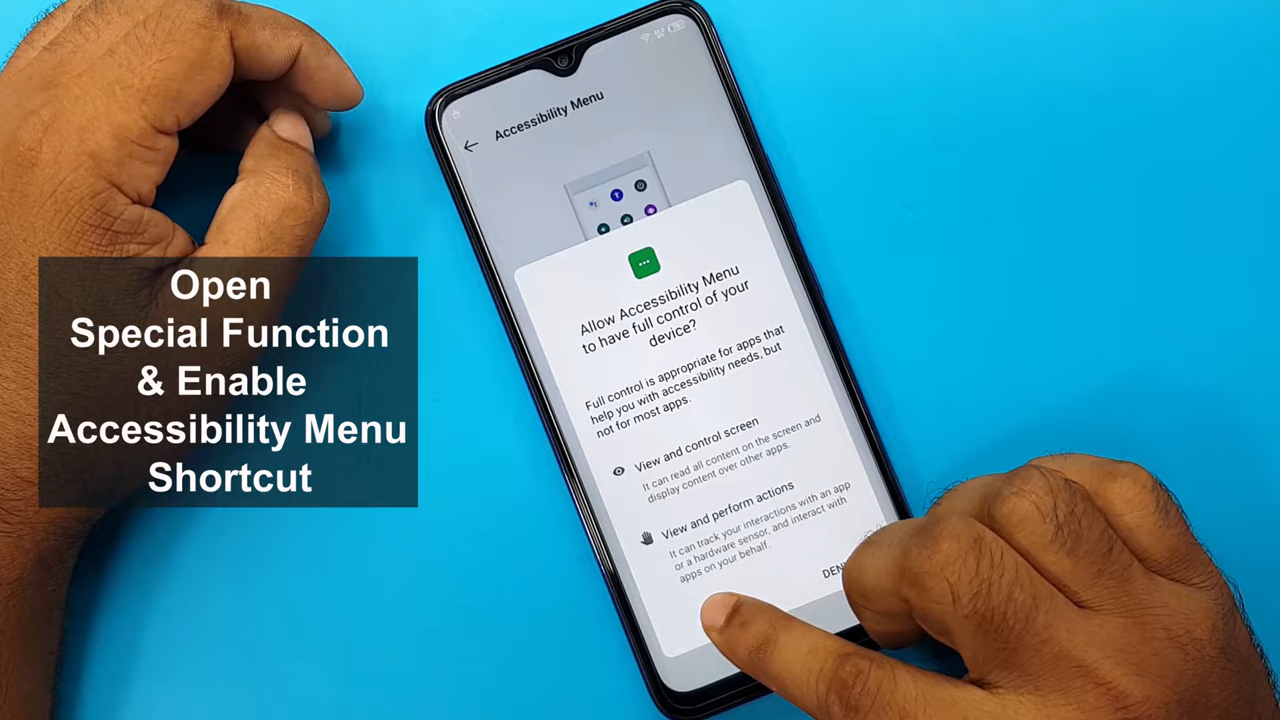 Open
Special Function
& Enable
Accessibility Menu
Shortcut
Accessibility Menu
Allow Accessibility Menu
to have full control of your
device?
Full control is appropriate for apps that
help you with accessibility needs, but
not for most apps.
View and control screen
It can read all content on the screen and
display content over other apps.
View and perform actions
It can track your interactions with an app
or a hardware sensor, and interact with
apps on your behalf.